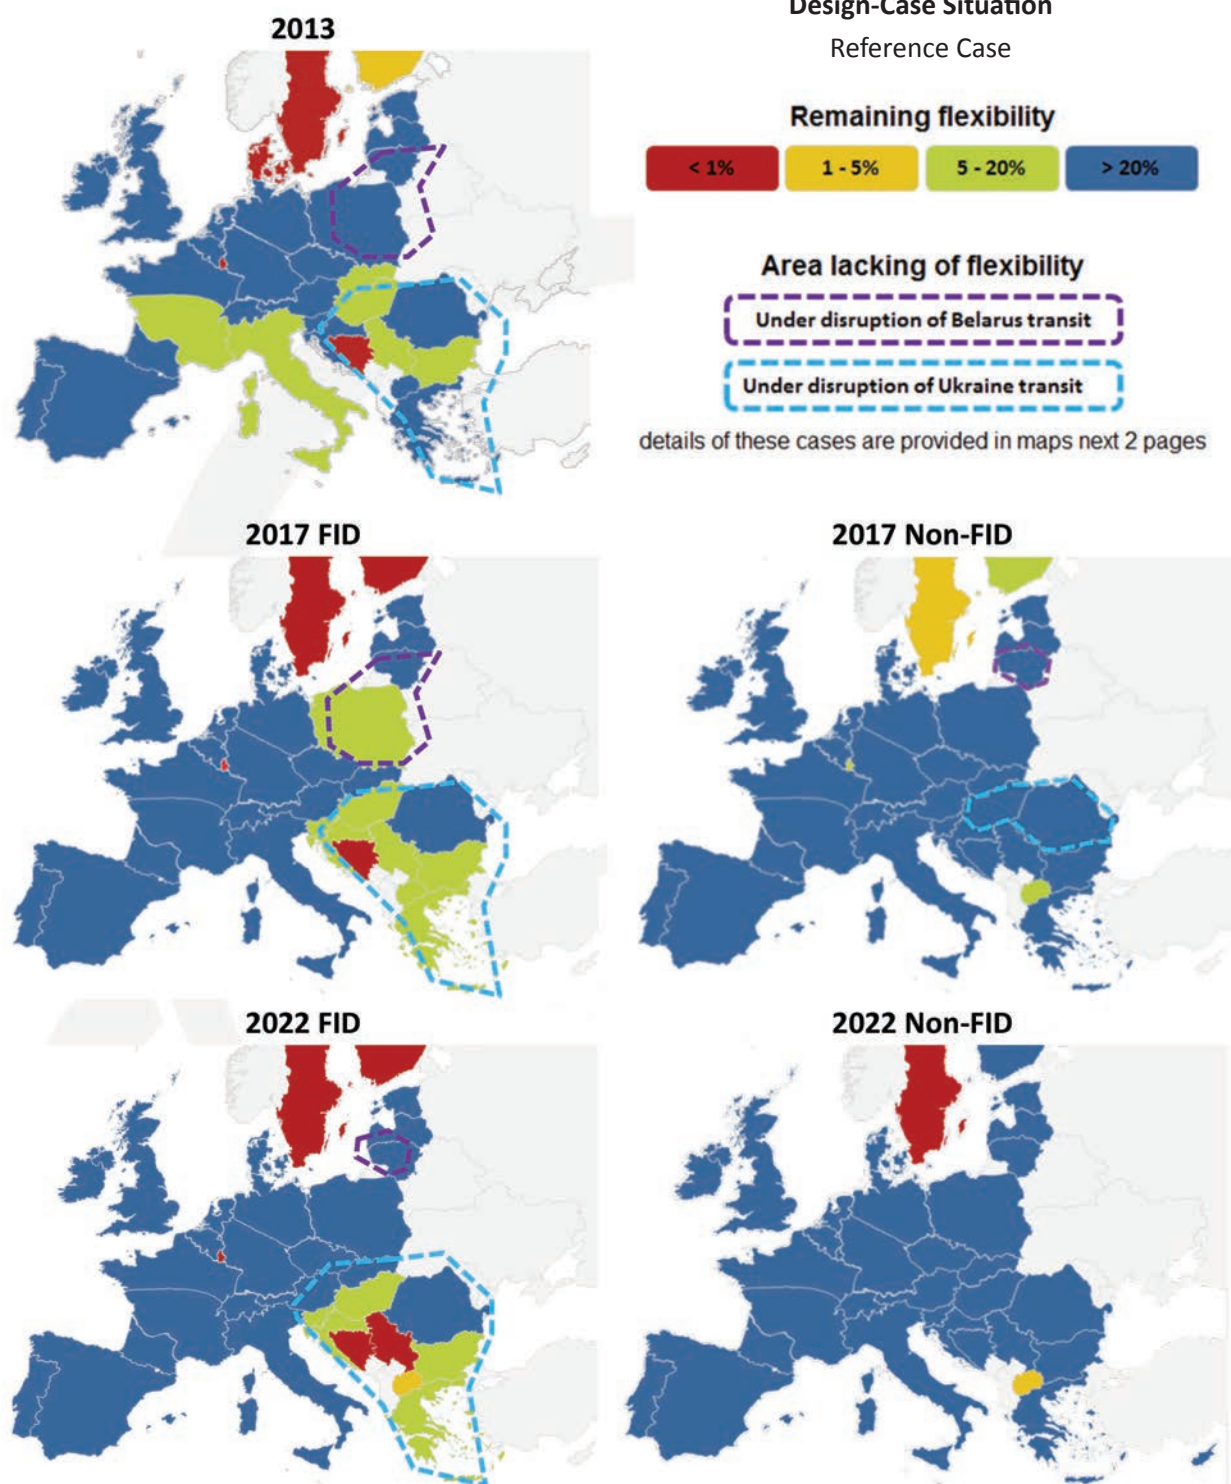 Design-Case Situation
2013
Reference Case
Remaining flexibility
< 1%
1 - 5%
5 - 20%
> 20%
Area lacking of flexibility
Under disruption of Belarus transit
Under disruption of Ukraine transit
details of these cases are provided in maps next 2 pages
2017 FID
2017 Non-FID
2022 FID
2022 Non-FID